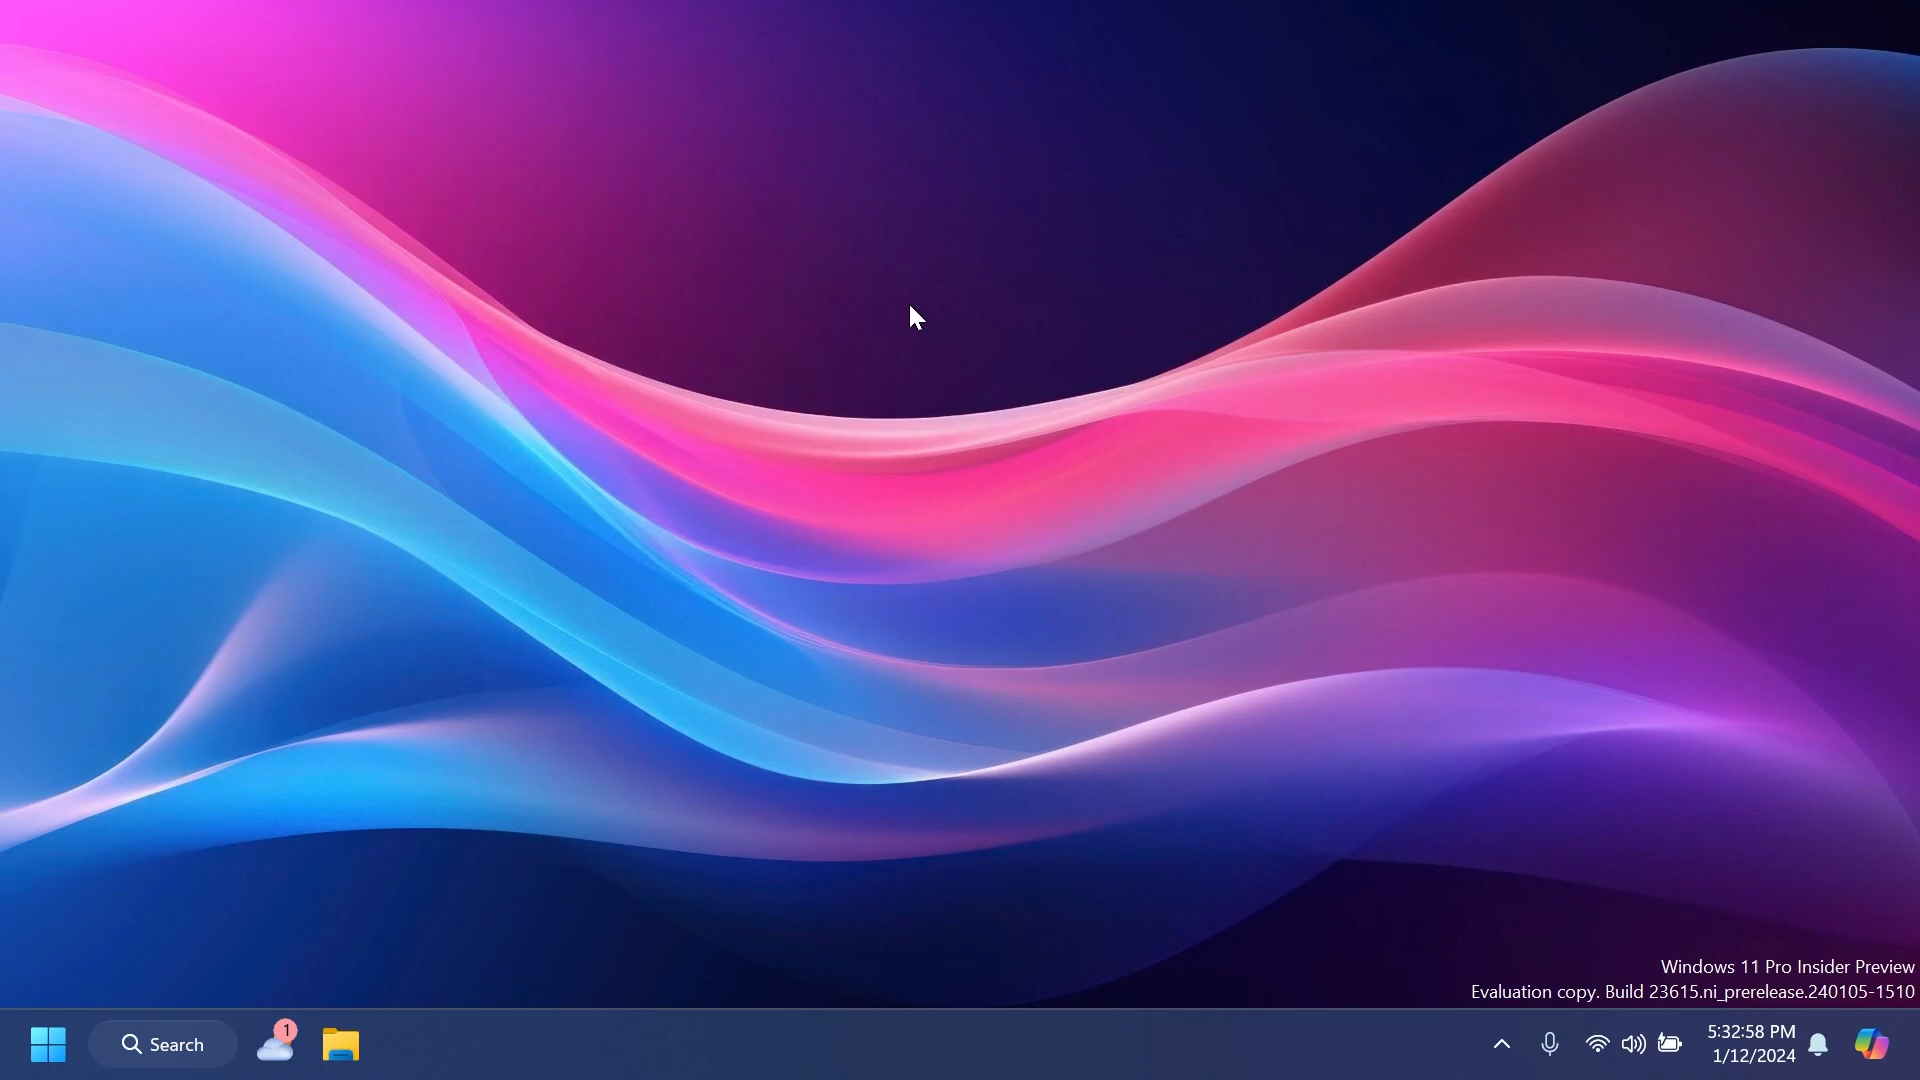 Windows 11 Pro Insider Preview
Evaluation copy. Build 23615.ni_prerelease.240105-1510
Search
1
5:32:58 PM
1/12/2024